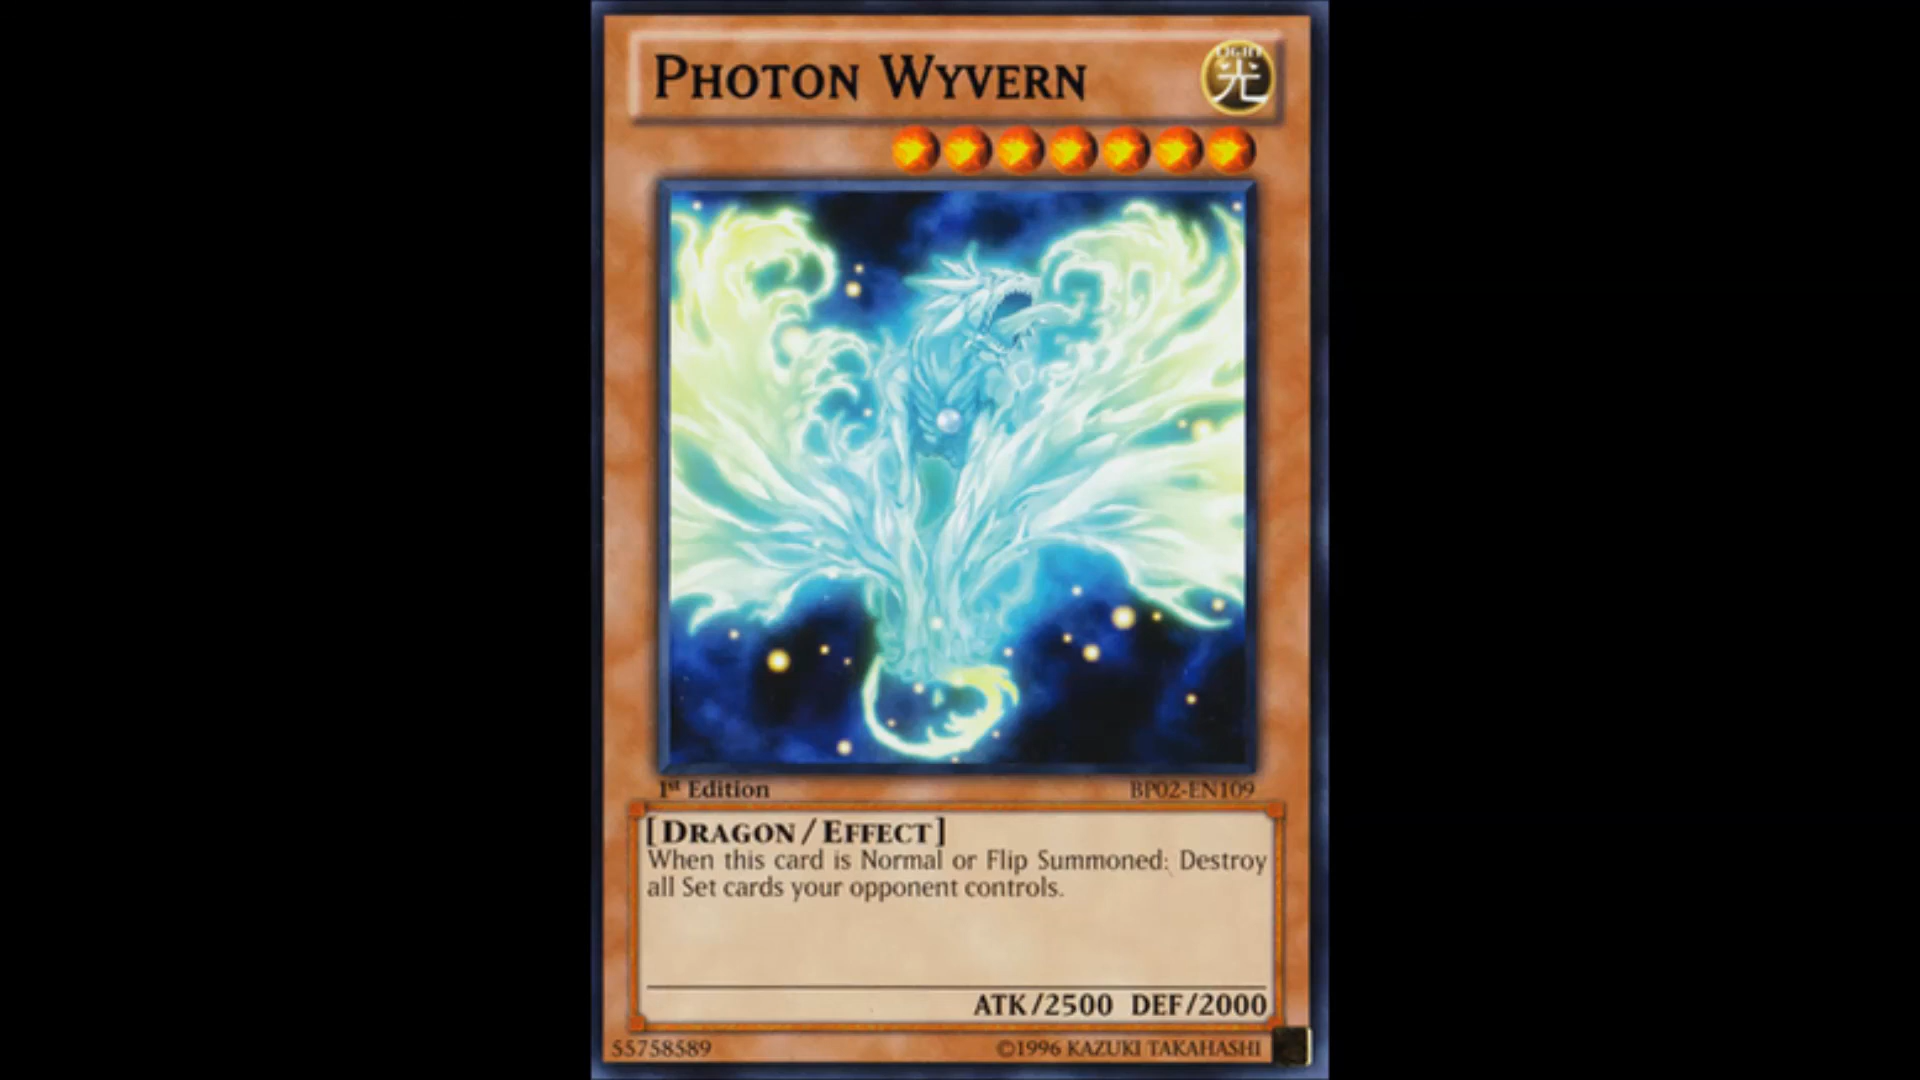 PHOTON WYVERN
LIGHT
光
1st Edition
BP02-EN109
[DRAGON/EFFECT]
When this card is Normal or Flip Summoned: Destroy
all Set cards your opponent controls.
ATK/2500 DEF/2000
55758589
©1996 KAZUKI TAKAHASHI